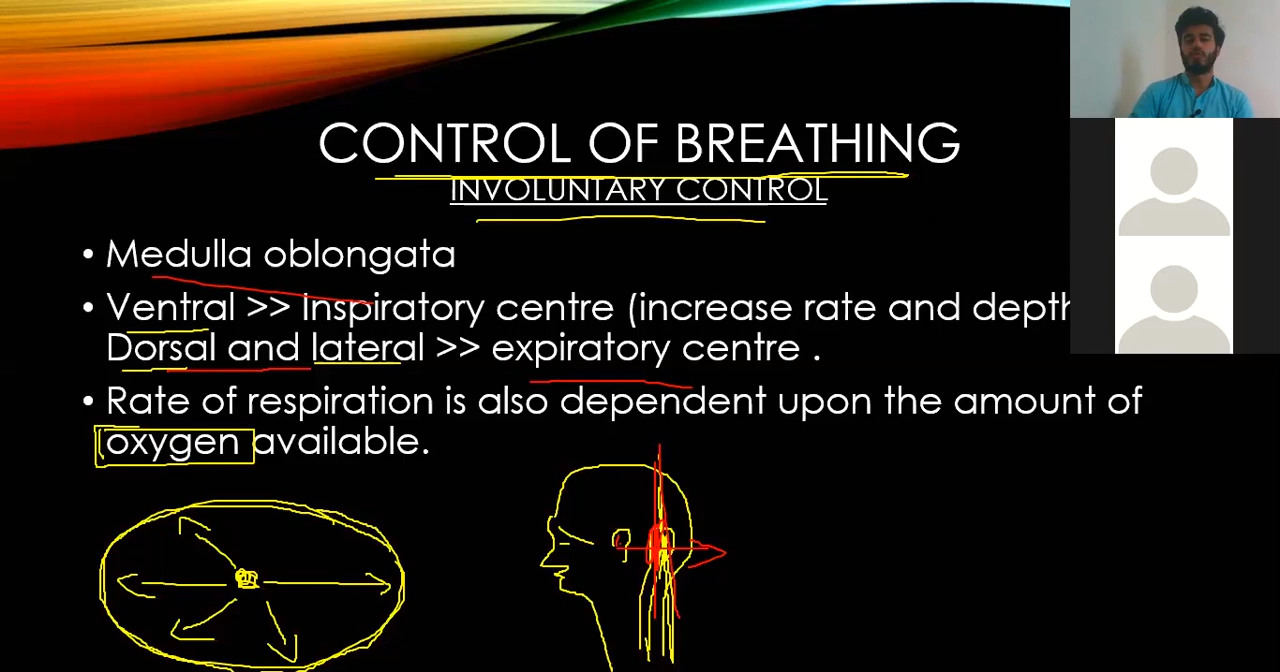 CONTROL OF BREATHING
INVOLUNTARY CONTROL
• Medulla oblongata
• Ventral >> Inspiratory centre (increase rate and depth
Dorsal and lateral >> expiratory centre .
• Rate of respiration is also dependent upon the amount of
oxygen available.